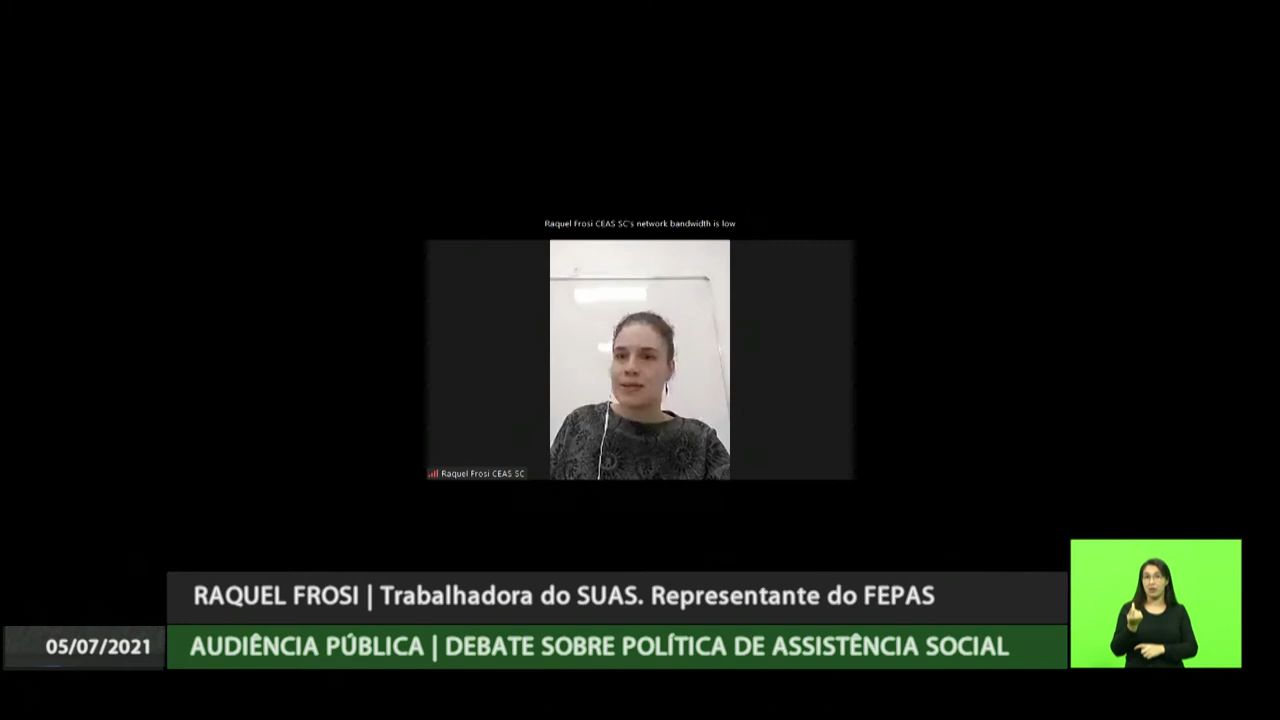 Raquel Frosi CEAS SC's network bandwidth is low
Raquel Frosi CEAS SC
RAQUEL FROSI | Trabalhadora do SUAS. Representante do FEPAS
05/07/2021
AUDIÊNCIA PÚBLICA | DEBATE SOBRE POLÍTICA DE ASSISTÊNCIA SOCIAL